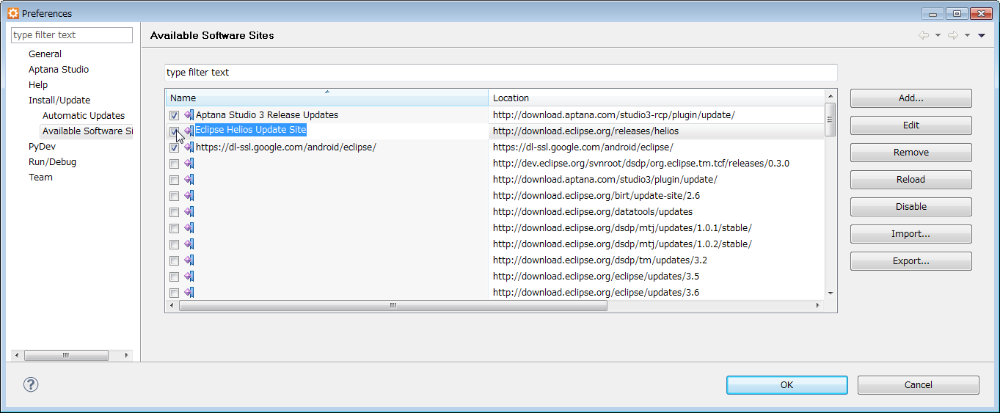 Preferences
type filter text
General
Aptana Studio
Help
Install/Update
Automatic Updates
Available Software Si
PyDev
Run/Debug
Team
Available Software Sites
type filter text
Name Location
Aptana Studio 3 Release Updates http://download.aptana.com/studio3-rcp/plugin/update/
Eclipse Helios Update Site http://download.eclipse.org/releases/helios
https://dl-ssl.google.com/android/eclipse/ https://dl-ssl.google.com/android/eclipse/
http://dev.eclipse.org/svnroot/dsdp/org.eclipse.tm.tcf/releases/0.3.0
http://download.aptana.com/studio3/plugin/update/
http://download.eclipse.org/birt/update-site/2.6
http://download.eclipse.org/datatools/updates
http://download.eclipse.org/dsdp/mtj/updates/1.0.1/stable/
http://download.eclipse.org/dsdp/mtj/updates/1.0.2/stable/
http://download.eclipse.org/dsdp/tm/updates/3.2
http://download.eclipse.org/eclipse/updates/3.5
http://download.eclipse.org/eclipse/updates/3.6
Add...
Edit
Remove
Reload
Disable
Import...
Export...
?
OK
Cancel